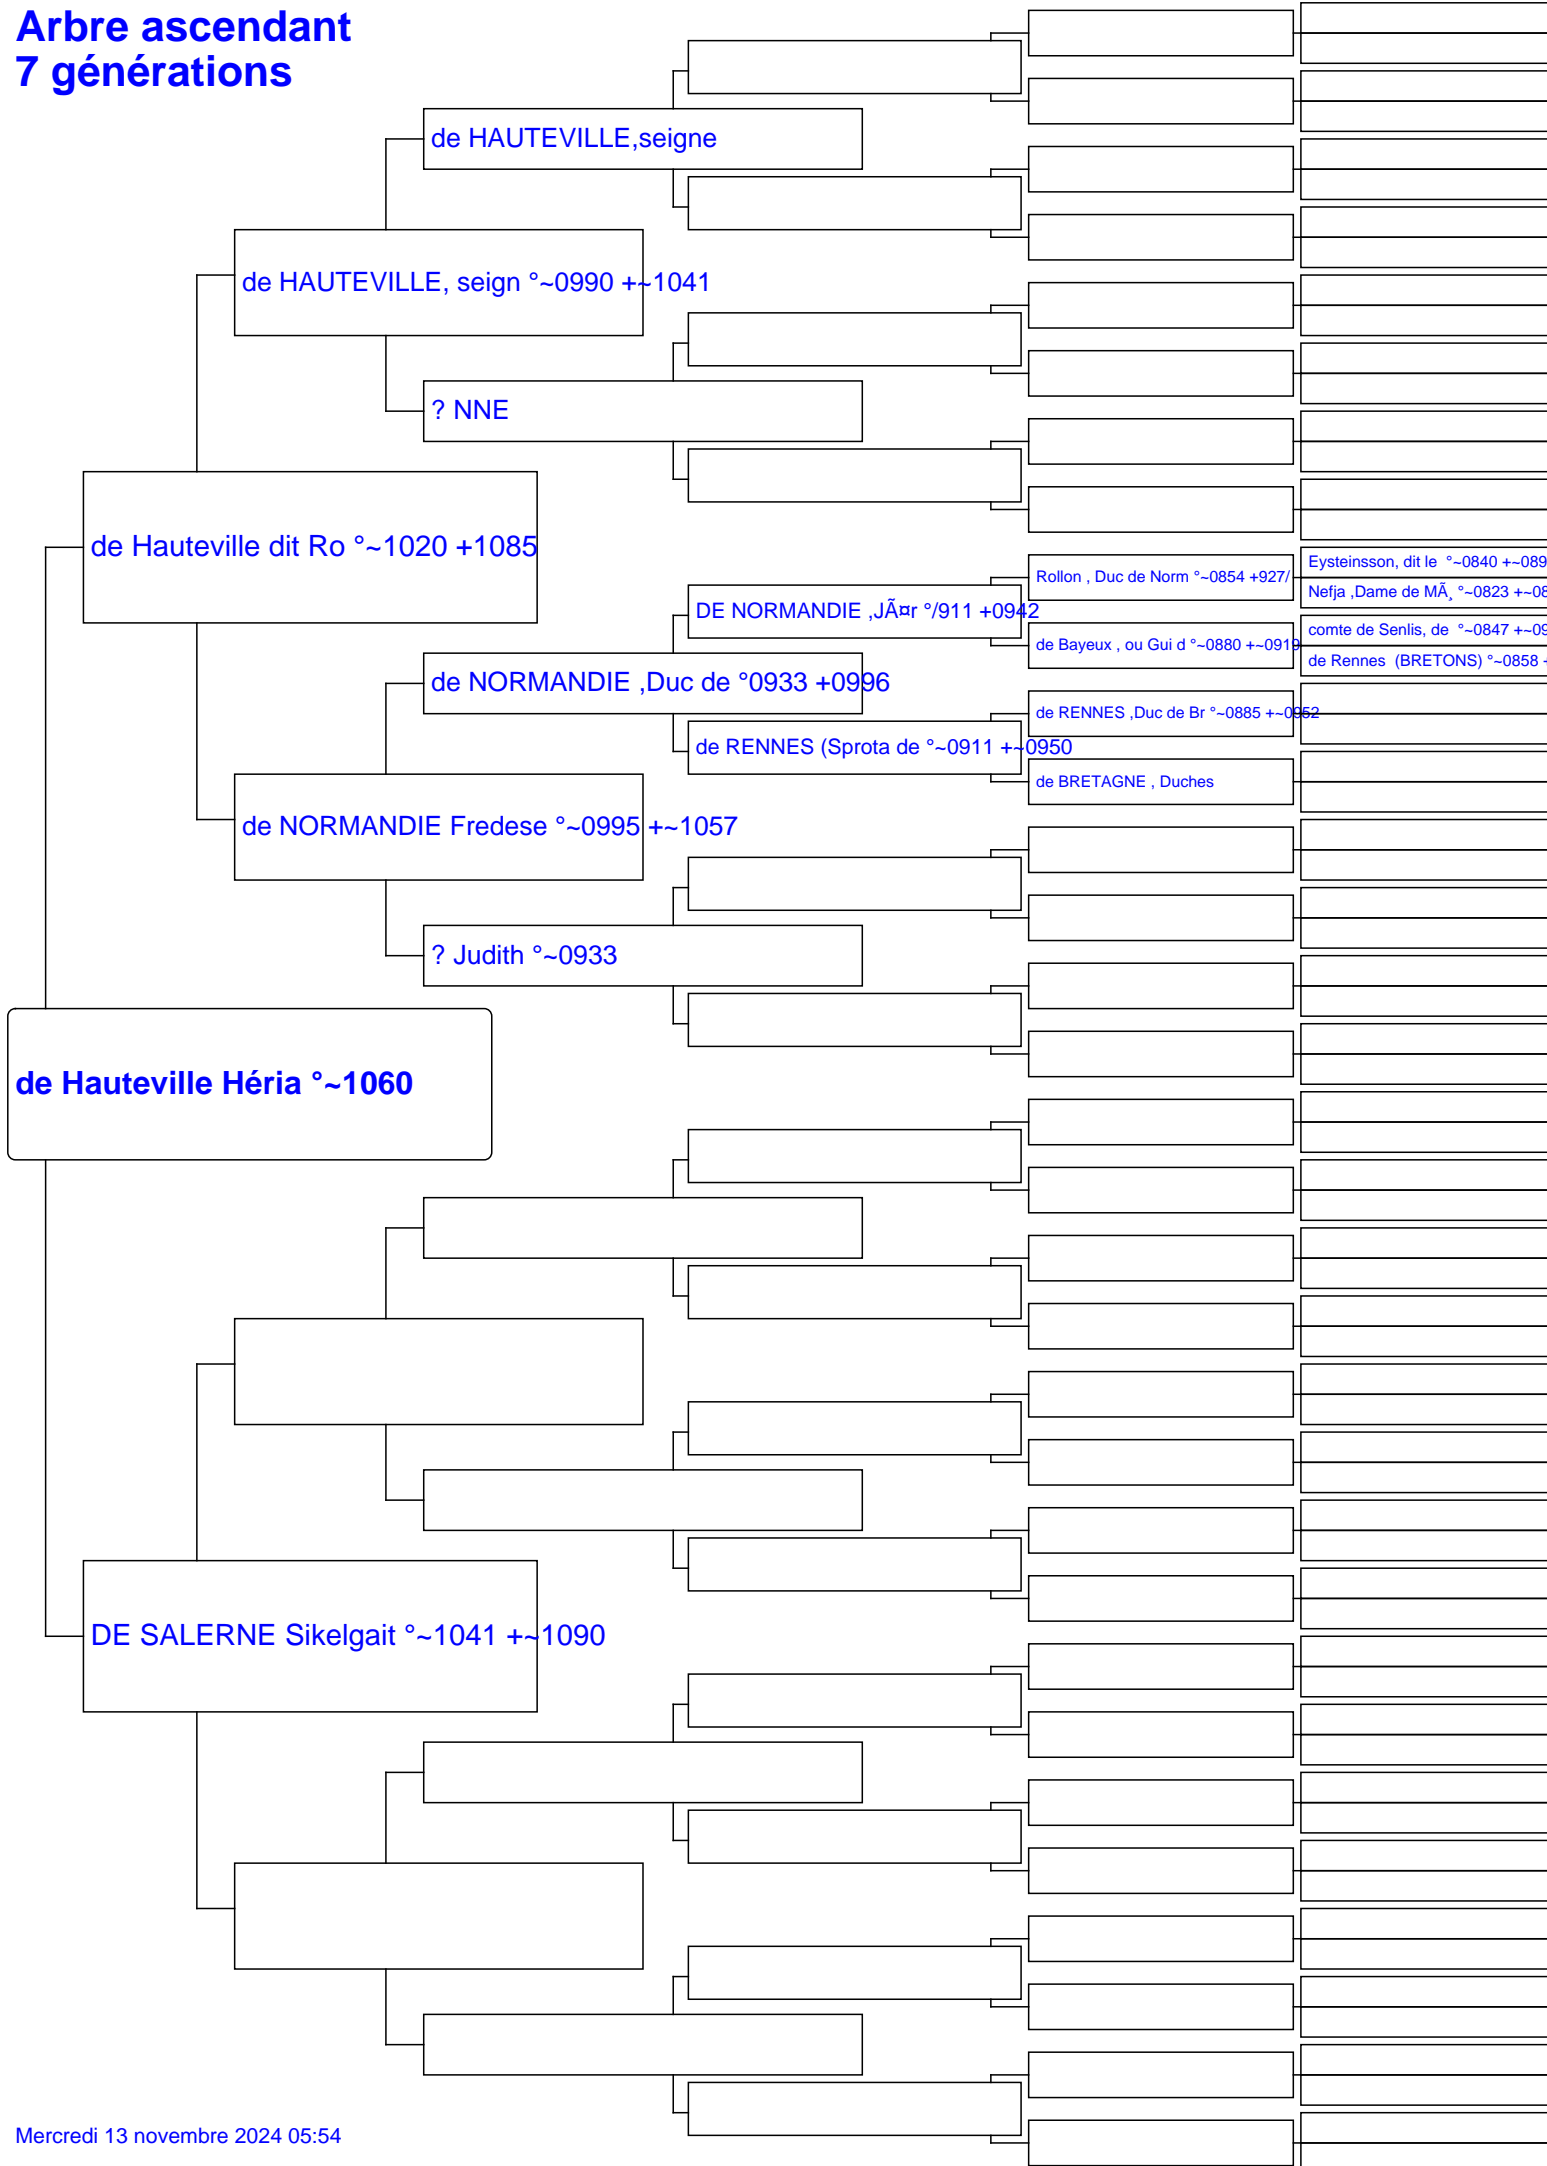 Arbre ascendant
7 générations
de HAUTEVILLE,seigne
de HAUTEVILLE, seign °~0990 +~1041
? NNE
de Hauteville dit Ro °~1020 +1085
Rollon , Duc de Norm °~0854 +927/
Eysteinsson, dit le °~0840 +~089
Nefja ,Dame de MÃ¸ °~0823 +~08
DE NORMANDIE ,JÃ¤r °/911 +0942
de Bayeux , ou Gui d °~0880 +~0919
comte de Senlis, de °~0847 +~09
de Rennes (BRETONS) °~0858 +
de NORMANDIE ,Duc de °0933 +0996
de RENNES ,Duc de Br °~0885 +~0952
de RENNES (Sprota de °~0911 +~0950
de BRETAGNE , Duches
de NORMANDIE Fredese °~0995 +~1057
? Judith °~0933
de Hauteville Héria °~1060
DE SALERNE Sikelgait °~1041 +~1090
Mercredi 13 novembre 2024 05:54